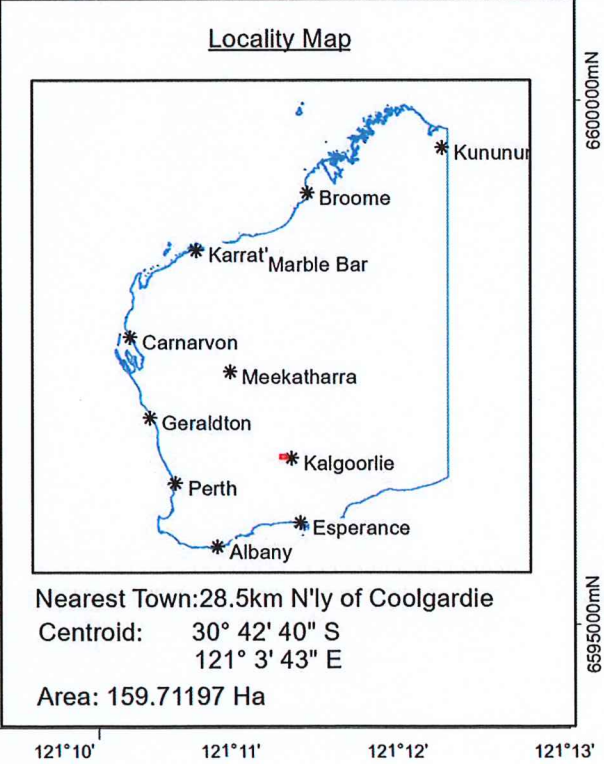 Locality Map
6600000mN
Kununur
Broome
Karrat'
Marble Bar
Carnarvon
Meekatharra
Geraldton
Kalgoorlie
Perth
Esperance
Albany
Nearest Town:28.5km N'ly of Coolgardie
Centroid: 30° 42' 40" S
121° 3' 43" E
Area: 159.71197 Ha
6595000mN
121°10' 121°11' 121°12' 121°13'